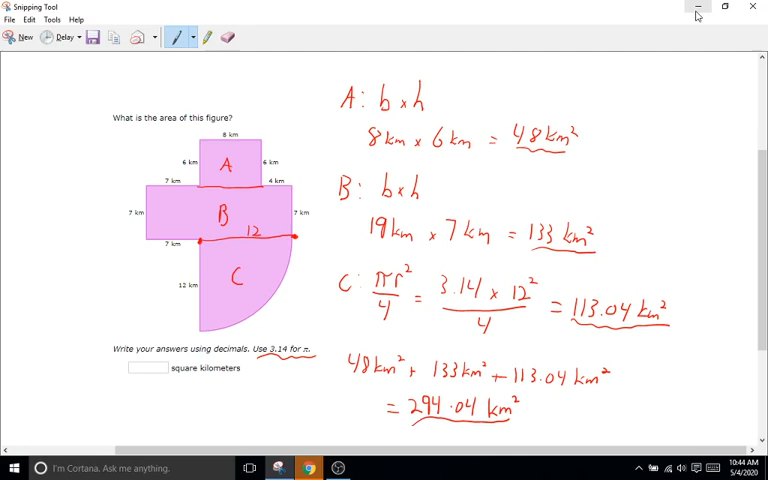 Snipping Tool
File Edit Tools Help
New Delay
What is the area of this figure?
8 km
6 km A 6 km
7 km 4 km
7 km B 7 km
12
7 km
12 km C
Write your answers using decimals. Use 3.14 for π.
square kilometers
A: b x h
8km x 6 km = 48 km²
B: b x h
19km x 7 km = 133 km²
C: πr²/4 = 3.14 x 12²/4 = 113.04 km²
48 km² + 133 km² + 113.04 km²
= 294.04 km²
I'm Cortana. Ask me anything.
10:44 AM
5/4/2020